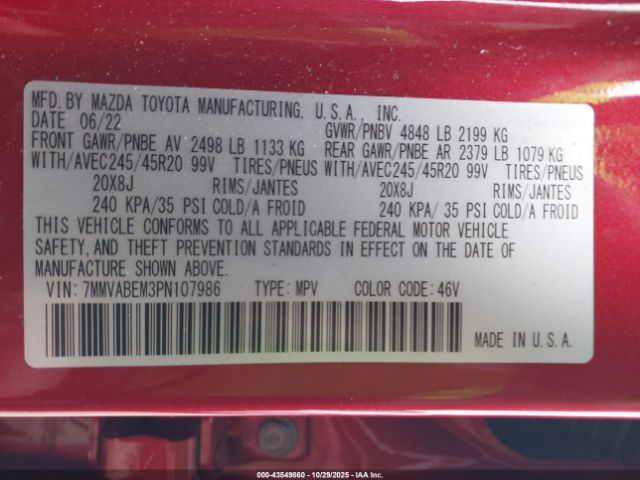 MFD. BY MAZDA TOYOTA MANUFACTURING, U.S.A., INC.
DATE 06/22 GVWR/PNBV 4848 LB 2199 KG
FRONT GAWR/PNBE AV 2498 LB 1133 KG REAR GAWR/PNBE AR 2379 LB 1079 KG
WITH/AVEC245/45R20 99V TIRES/PNEUS WITH/AVEC245/45R20 99V TIRES/PNEUS
20X8J RIMS/JANTES 20X8J RIMS/JANTES
240 KPA/35 PSI COLD/A FROID 240 KPA/ 35 PSI COLD/A FROID
THIS VEHICLE CONFORMS TO ALL APPLICABLE FEDERAL MOTOR VEHICLE
SAFETY, AND THEFT PREVENTION STANDARDS IN EFFECT ON THE DATE OF
MANUFACTURE SHOWN ABOVE.
VIN: 7MMVABEM3PN107986 TYPE: MPV COLOR CODE: 46V
MADE IN U.S.A.
000-43549860 - 10/29/2025 - IAA Inc.